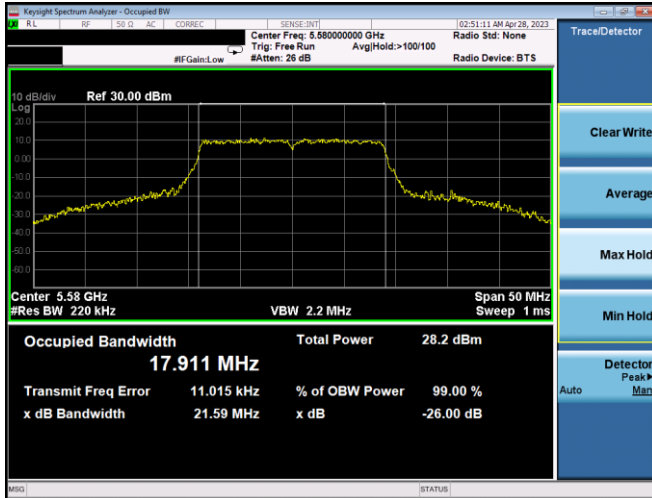 Keysight Spectrum Analyzer - Occupied BW
RL RF 50 Ω AC CORREC SENSE:INT 02:51:11 AM Apr 28, 2023
Center Freq: 5.580000000 GHz Radio Std: None
Trig: Free Run Avg|Hold:>100/100
#IFGain:Low #Atten: 26 dB Radio Device: BTS
10 dB/div Ref 30.00 dBm
Log
20.0
10.0
0.00
-10.0
-20.0
-30.0
-40.0
-50.0
-60.0
Center 5.58 GHz Span 50 MHz
#Res BW 220 kHz VBW 2.2 MHz Sweep 1 ms
Occupied Bandwidth Total Power 28.2 dBm
17.911 MHz
Transmit Freq Error 11.015 kHz % of OBW Power 99.00 %
x dB Bandwidth 21.59 MHz x dB -26.00 dB
MSG STATUS
Trace/Detector
Clear Write
Average
Max Hold
Min Hold
Detector
Peak▶
Auto Man